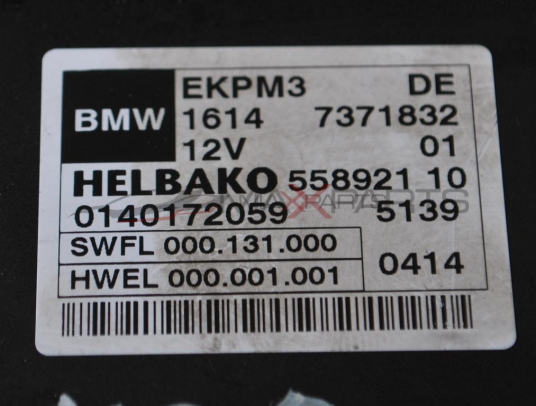 BMW EKPM3 DE
1614 7371832
12V 01
HELBAKO 558921 10
0140172059 5139
SWFL 000.131.000
HWEL 000.001.001 0414
AMAXXPARTS